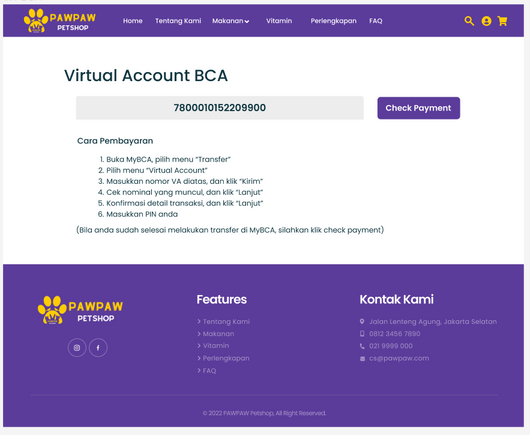 PAWPAW
PETSHOP
Home Tentang Kami Makanan Vitamin Perlengkapan FAQ
Virtual Account BCA
7800010152209900 Check Payment
Cara Pembayaran
1. Buka MyBCA, pilih menu “Transfer”
2. Pilih menu “Virtual Account”
3. Masukkan nomor VA diatas, dan klik “Kirim”
4. Cek nominal yang muncul, dan klik “Lanjut”
5. Konfirmasi detail transaksi, dan klik “Lanjut”
6. Masukkan PIN anda
(Bila anda sudah selesai melakukan transfer di MyBCA, silahkan klik check payment)
PAWPAW
PETSHOP
Features
Tentang Kami
Makanan
Vitamin
Perlengkapan
FAQ
Kontak Kami
Jalan Lenteng Agung, Jakarta Selatan
0812 3456 7890
021 9999 000
cs@pawpaw.com
© 2022 PAWPAW Petshop, All Right Reserved.